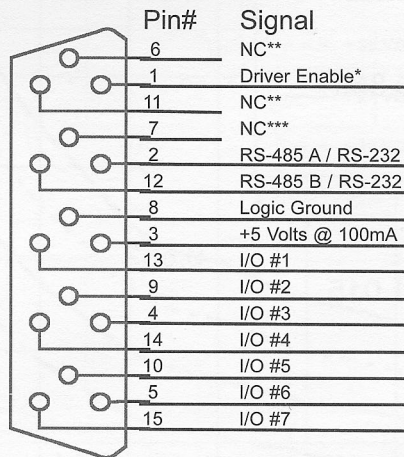 Pin# Signal
6 NC**
1 Driver Enable*
11 NC**
7 NC***
2 RS-485 A / RS-232
12 RS-485 B / RS-232
8 Logic Ground
3 +5 Volts @ 100mA
13 I/O #1
9 I/O #2
4 I/O #3
14 I/O #4
10 I/O #5
5 I/O #6
15 I/O #7